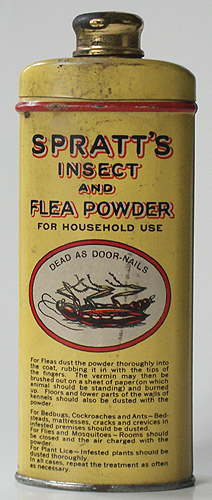 SPRATT'S
INSECT
AND
FLEA POWDER
FOR HOUSEHOLD USE
DEAD AS DOOR-NAILS
For Fleas dust the powder thoroughly into
the coat, rubbing it in with the tips of
the fingers. The vermin may then be
brushed out on a sheet of paper (on which
animal should be standing) and burned
up. Floors and lower parts of the walls of
kennels should also be dusted with the
powder.
For Bedbugs, Cockroaches and Ants—Bed-
steads, mattresses, cracks and crevices in
infested premises should be dusted.
For Flies and Mosquitoes—Rooms should
be closed and the air charged with the
powder.
For Plant Lice—Infested plants should be
dusted thoroughly.
In all cases, repeat the treatment as often
as necessary.